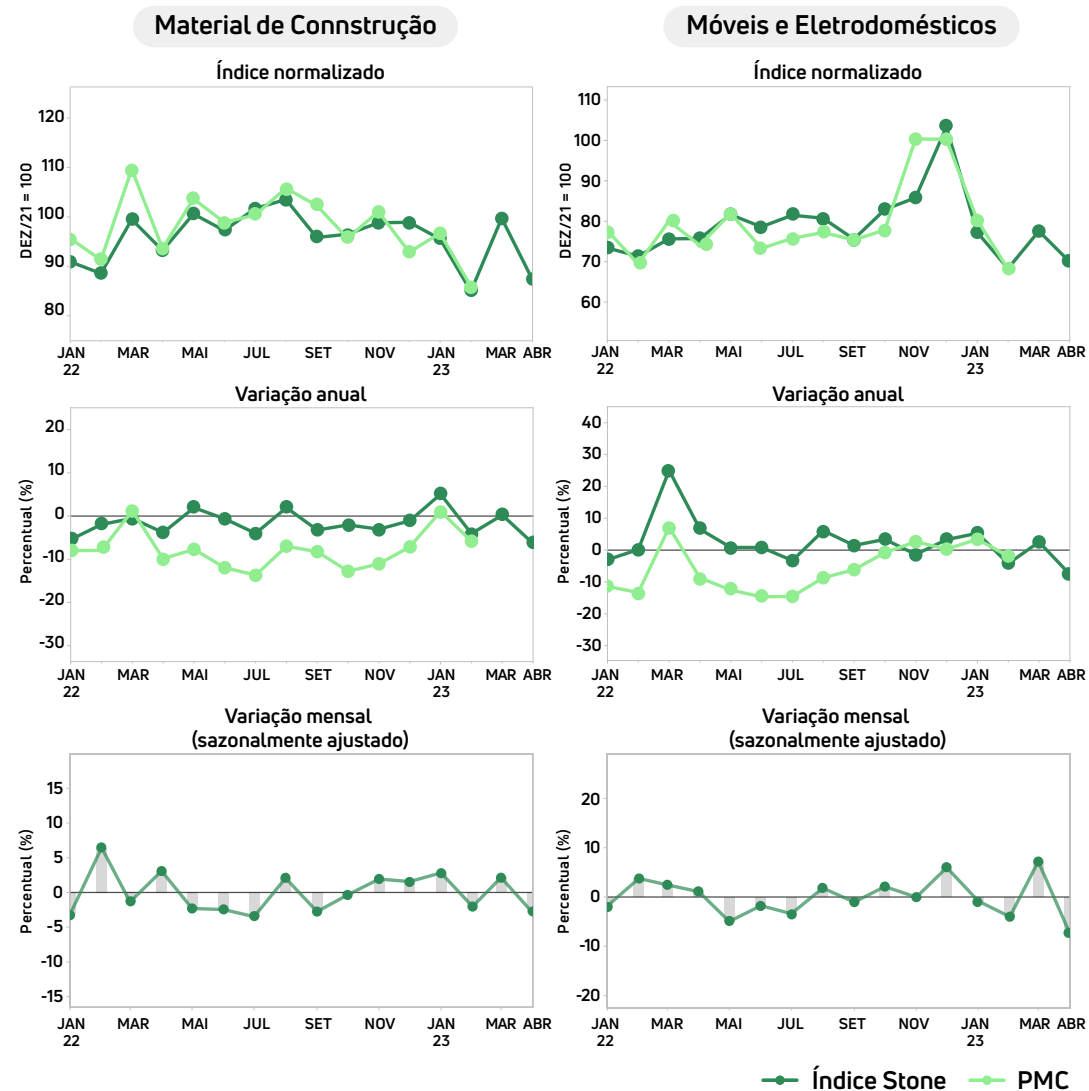 Material de Connstrução
Índice normalizado
DEZ/21 = 100
120
110
100
90
80
JAN 22 MAR MAI JUL SET NOV JAN 23 MAR ABR
Variação anual
Percentual (%)
20
10
0
-10
-20
-30
JAN 22 MAR MAI JUL SET NOV JAN 23 MAR ABR
Variação mensal
(sazonalmente ajustado)
Percentual (%)
15
10
5
0
-5
-10
-15
JAN 22 MAR MAI JUL SET NOV JAN 23 MAR ABR
Móveis e Eletrodomésticos
Índice normalizado
DEZ/21 = 100
110
100
90
80
70
60
JAN 22 MAR MAI JUL SET NOV JAN 23 MAR ABR
Variação anual
Percentual (%)
40
30
20
10
0
-10
-20
-30
JAN 22 MAR MAI JUL SET NOV JAN 23 MAR ABR
Variação mensal
(sazonalmente ajustado)
Percentual (%)
20
10
0
-10
-20
JAN 22 MAR MAI JUL SET NOV JAN 23 MAR ABR
Índice Stone PMC